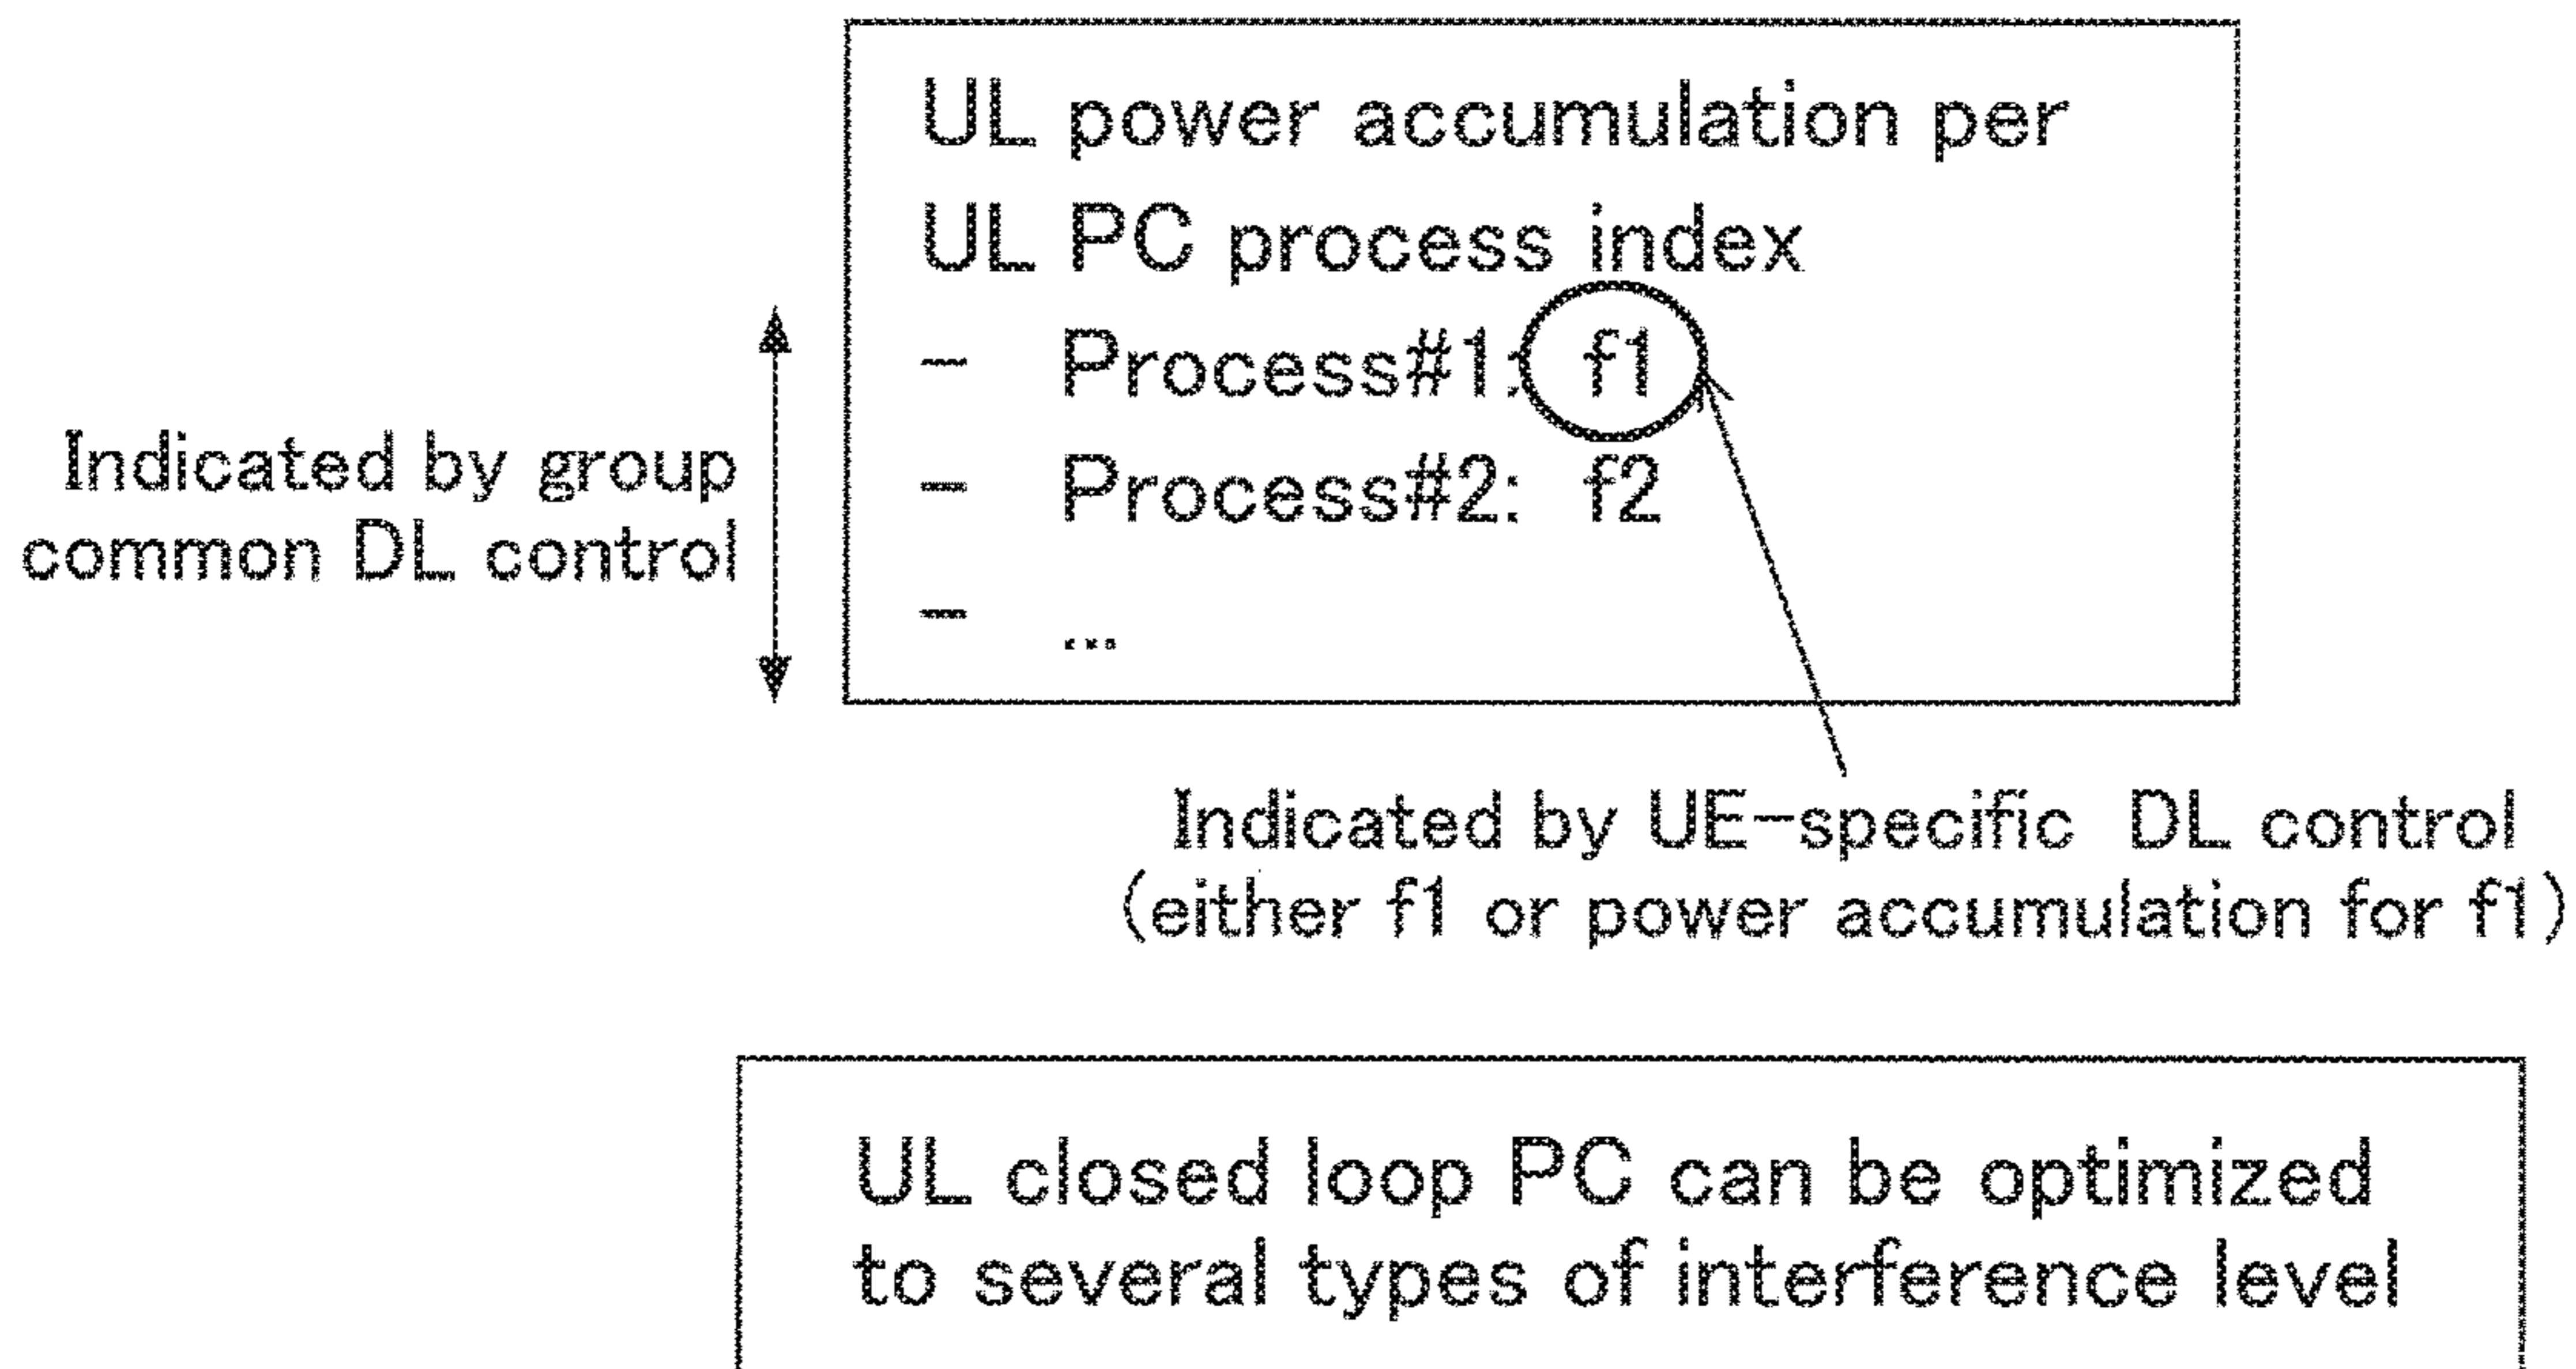 UL power accumulation per
UL PC process index
− Process#1: f1
− Process#2: f2
− ...
Indicated by group
common DL control
Indicated by UE−specific DL control
(either f1 or power accumulation for f1)
UL closed loop PC can be optimized
to several types of interference level